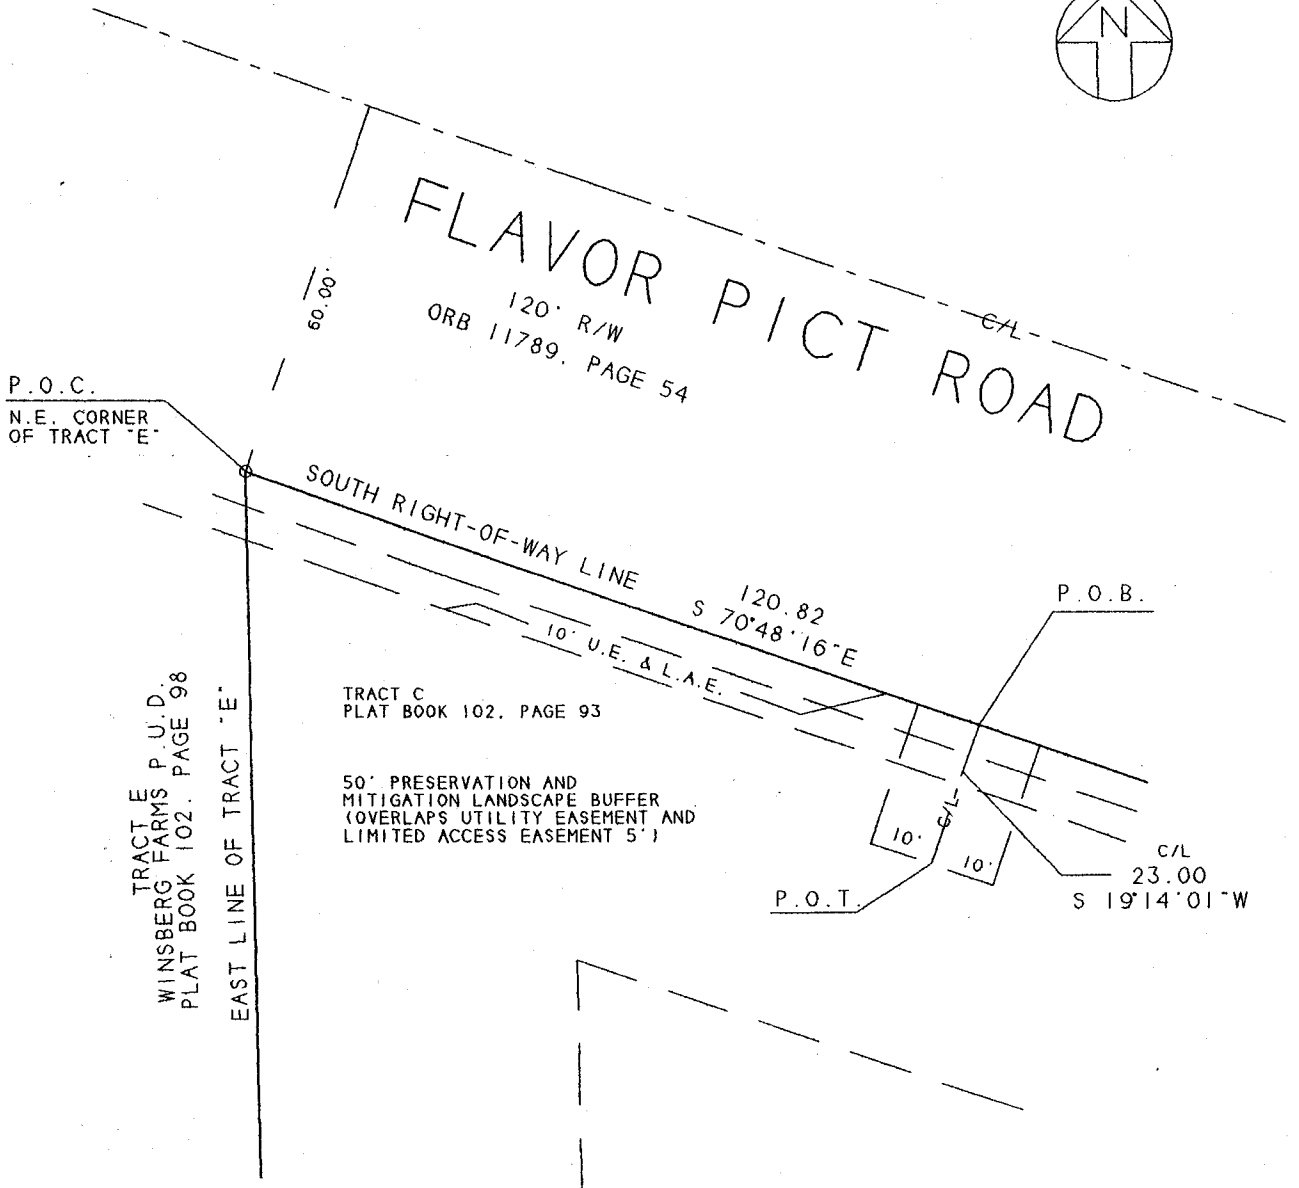 N
FLAVOR PICT ROAD
120' R/W
ORB 11789, PAGE 54
C/L
60.00'
P.O.C.
N.E. CORNER
OF TRACT "E"
SOUTH RIGHT-OF-WAY LINE
120.82
S 70°48'16"E
P.O.B.
10' U.E. & L.A.E.
TRACT C
PLAT BOOK 102, PAGE 93
50' PRESERVATION AND
MITIGATION LANDSCAPE BUFFER
(OVERLAPS UTILITY EASEMENT AND
LIMITED ACCESS EASEMENT 5')
TRACT E
WINSBERG FARMS P.U.D.
PLAT BOOK 102, PAGE 98
EAST LINE OF TRACT "E"
C/L
10'
10'
P.O.T.
C/L
23.00
S 19°14'01"W